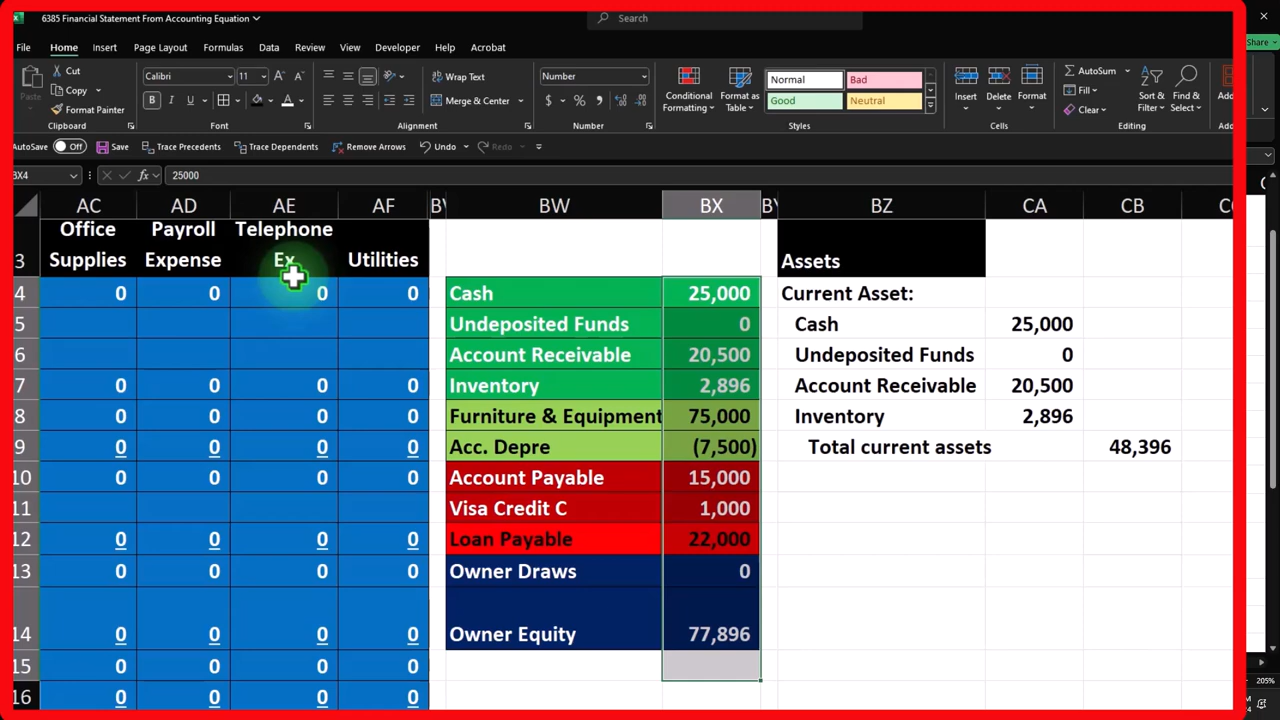 6385 Financial Statement From Accounting Equation
Search
File Home Insert Page Layout Formulas Data Review View Developer Help Acrobat
Share
Paste
Cut
Copy
Format Painter
Clipboard
Calibri 11
B I U
Font
Wrap Text
Merge & Center
Alignment
Number
$ % ,
Number
Conditional Formatting
Format as Table
Normal Bad
Good Neutral
Styles
Insert Delete Format
Cells
AutoSum
Fill
Clear
Sort & Filter
Find & Select
Editing
AutoSave Off Save Trace Precedents Trace Dependents Remove Arrows Undo Redo
BX4 fx 25000
AC AD AE AF BW BX BZ CA CB
3 Office Supplies Payroll Expense Telephone Ex Utilities Assets
4 0 0 0 0 Cash 25,000 Current Asset:
5 Undeposited Funds 0 Cash 25,000
6 Account Receivable 20,500 Undeposited Funds 0
7 0 0 0 0 Inventory 2,896 Account Receivable 20,500
8 0 0 0 0 Furniture & Equipment 75,000 Inventory 2,896
9 0 0 0 0 Acc. Depre (7,500) Total current assets 48,396
10 0 0 0 0 Account Payable 15,000
11 Visa Credit C 1,000
12 0 0 0 0 Loan Payable 22,000
13 0 0 0 0 Owner Draws 0
14 0 0 0 0 Owner Equity 77,896
15 0 0 0 0
16 0 0 0 0
205%